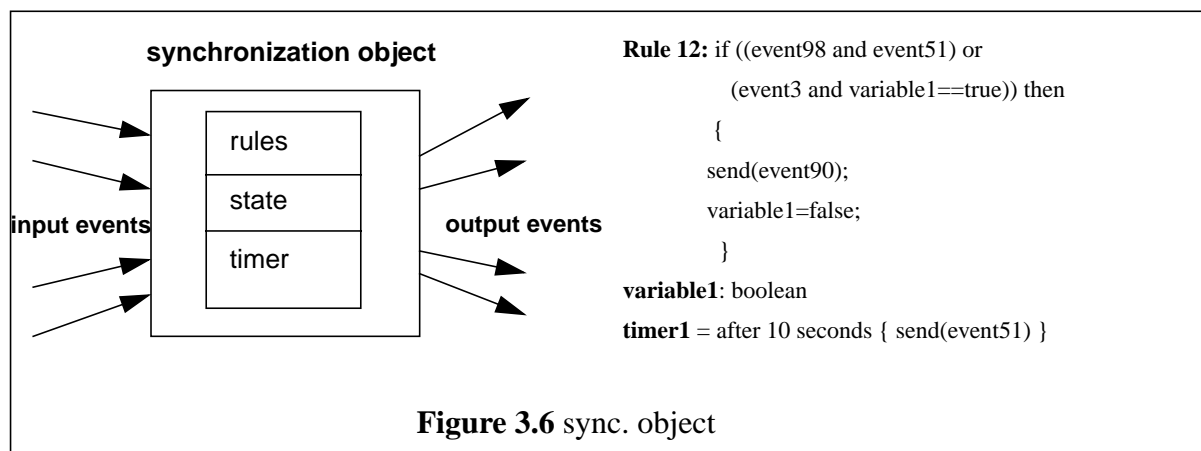 synchronization object
rules
state
timer
input events
output events
Rule 12: if ((event98 and event51) or
(event3 and variable1==true)) then
{
send(event90);
variable1=false;
}
variable1: boolean
timer1 = after 10 seconds { send(event51) }
Figure 3.6 sync. object